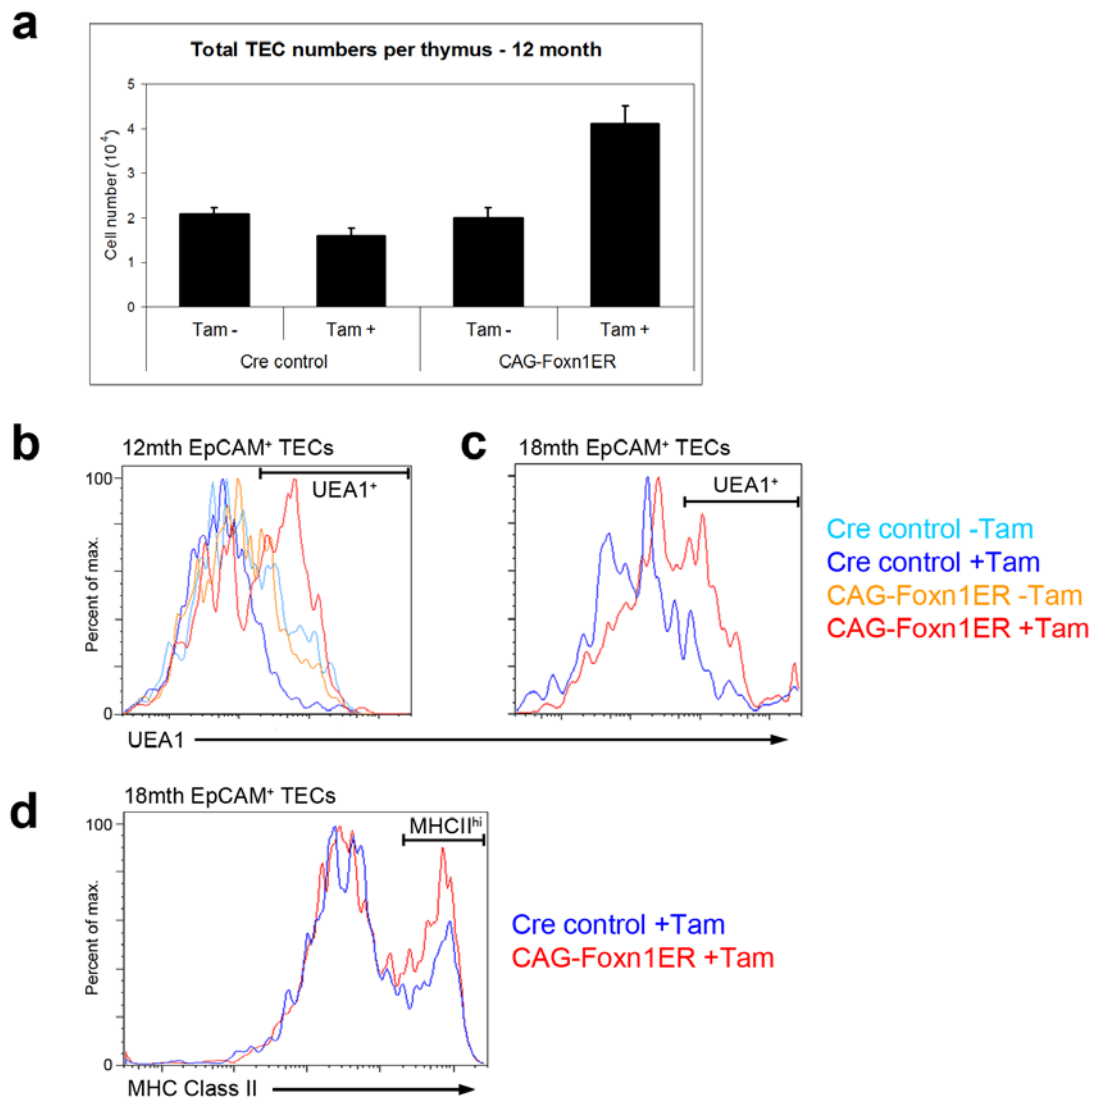 a
Total TEC numbers per thymus - 12 month
Cell number (10⁴)
5
4
3
2
1
0
Tam -
Tam +
Tam -
Tam +
Cre control
CAG-Foxn1ER
b
12mth EpCAM⁺ TECs
UEA1⁺
100
Percent of max.
0
UEA1
c
18mth EpCAM⁺ TECs
UEA1⁺
Cre control -Tam
Cre control +Tam
CAG-Foxn1ER -Tam
CAG-Foxn1ER +Tam
d
18mth EpCAM⁺ TECs
MHCIIʰⁱ
100
Percent of max.
0
MHC Class II
Cre control +Tam
CAG-Foxn1ER +Tam